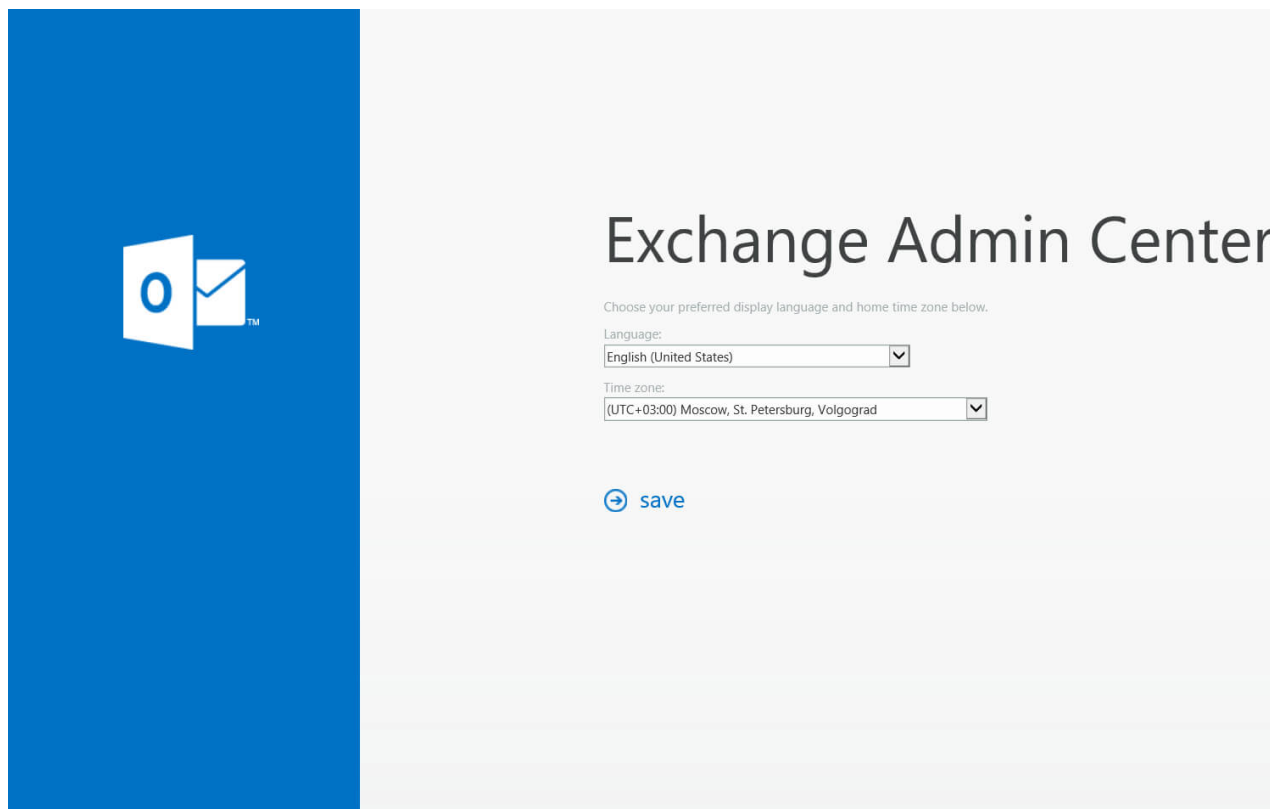 Exchange Admin Center
Choose your preferred display language and home time zone below.
Language:
English (United States)
Time zone:
(UTC+03:00) Moscow, St. Petersburg, Volgograd
save
O
TM